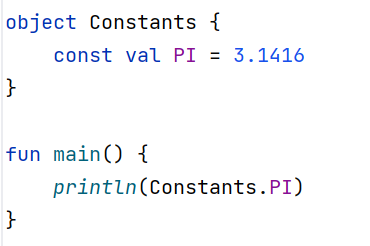 object Constants {
    const val PI = 3.1416
}

fun main() {
    println(Constants.PI)
}